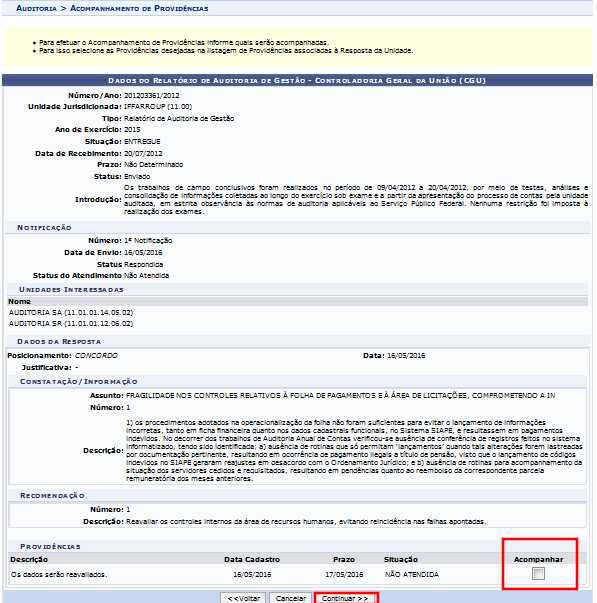 Auditoria > Acompanhamento de Providências
• Para efetuar o Acompanhamento de Providências informe quais serão acompanhadas.
• Para isso selecione as Providências desejadas na listagem de Providências associadas à Resposta da Unidade.
Dados do Relatório de Auditoria de Gestão - Controladoria Geral da União (CGU)
Número/Ano: 201203361/2012
Unidade Jurisdicionada: IFFARROUP (11.00)
Tipo: Relatório de Auditoria de Gestão
Ano de Exercício: 2015
Situação: ENTREGUE
Data de Recebimento: 20/07/2012
Prazo: Não Determinado
Status: Enviado
Introdução: Os trabalhos de campo conclusivos foram realizados no período de 09/04/2012 a 20/04/2012, por meio de testes, análises e
consolidação de informações coletadas ao longo do exercício sob exame e a partir da apresentação do processo de contas pela unidade
auditada, em estrita observância às normas de auditoria aplicáveis ao Serviço Público Federal. Nenhuma restrição foi imposta à
realização dos exames.
Notificação
Número: 1ª Notificação
Data de Envio: 16/05/2016
Status Respondida
Status do Atendimento Não Atendida
Unidades Interessadas
Nome
AUDITORIA SA (11.01.01.14.05.02)
AUDITORIA SR (11.01.01.12.06.02)
Dados da Resposta
Posicionamento: CONCORDO Data: 16/05/2016
Justificativa: -
Constatação/Informação
Assunto: FRAGILIDADE NOS CONTROLES RELATIVOS À FOLHA DE PAGAMENTOS E À ÁREA DE LICITAÇÕES, COMPROMETENDO A IN
Número: 1
Descrição: 1) os procedimentos adotados na operacionalização da folha não foram suficientes para evitar o lançamento de informações
incorretas, tanto em ficha financeira quanto nos dados cadastrais funcionais, no Sistema SIAPE, e resultassem em pagamentos
indevidos. No decorrer dos trabalhos de Auditoria Anual de Contas verificou-se ausência de conferência de registros feitos no sistema
informatizado, tendo sido identificada: a) ausência de rotinas que só permitam 'lançamentos' quando tais alterações forem lastreadas
por documentação pertinente, resultando em ocorrência de pagamento ilegais a título de pensão, visto que o lançamento de códigos
indevidos no SIAPE geraram reajustes em desacordo com o Ordenamento Jurídico; e b) ausência de rotinas para acompanhamento da
situação dos servidores cedidos e requisitados, resultando em pendências quanto ao reembolso da correspondente parcela
remuneratória dos meses anteriores.
Recomendação
Número: 1
Descrição: Reavaliar os controles internos da área de recursos humanos, evitando reincidência nas falhas apontadas.
Providências
Descrição Data Cadastro Prazo Situação Acompanhar
Os dados serão reavaliados. 16/05/2016 17/05/2016 NÃO ATENDIDA
<<Voltar Cancelar Continuar >>